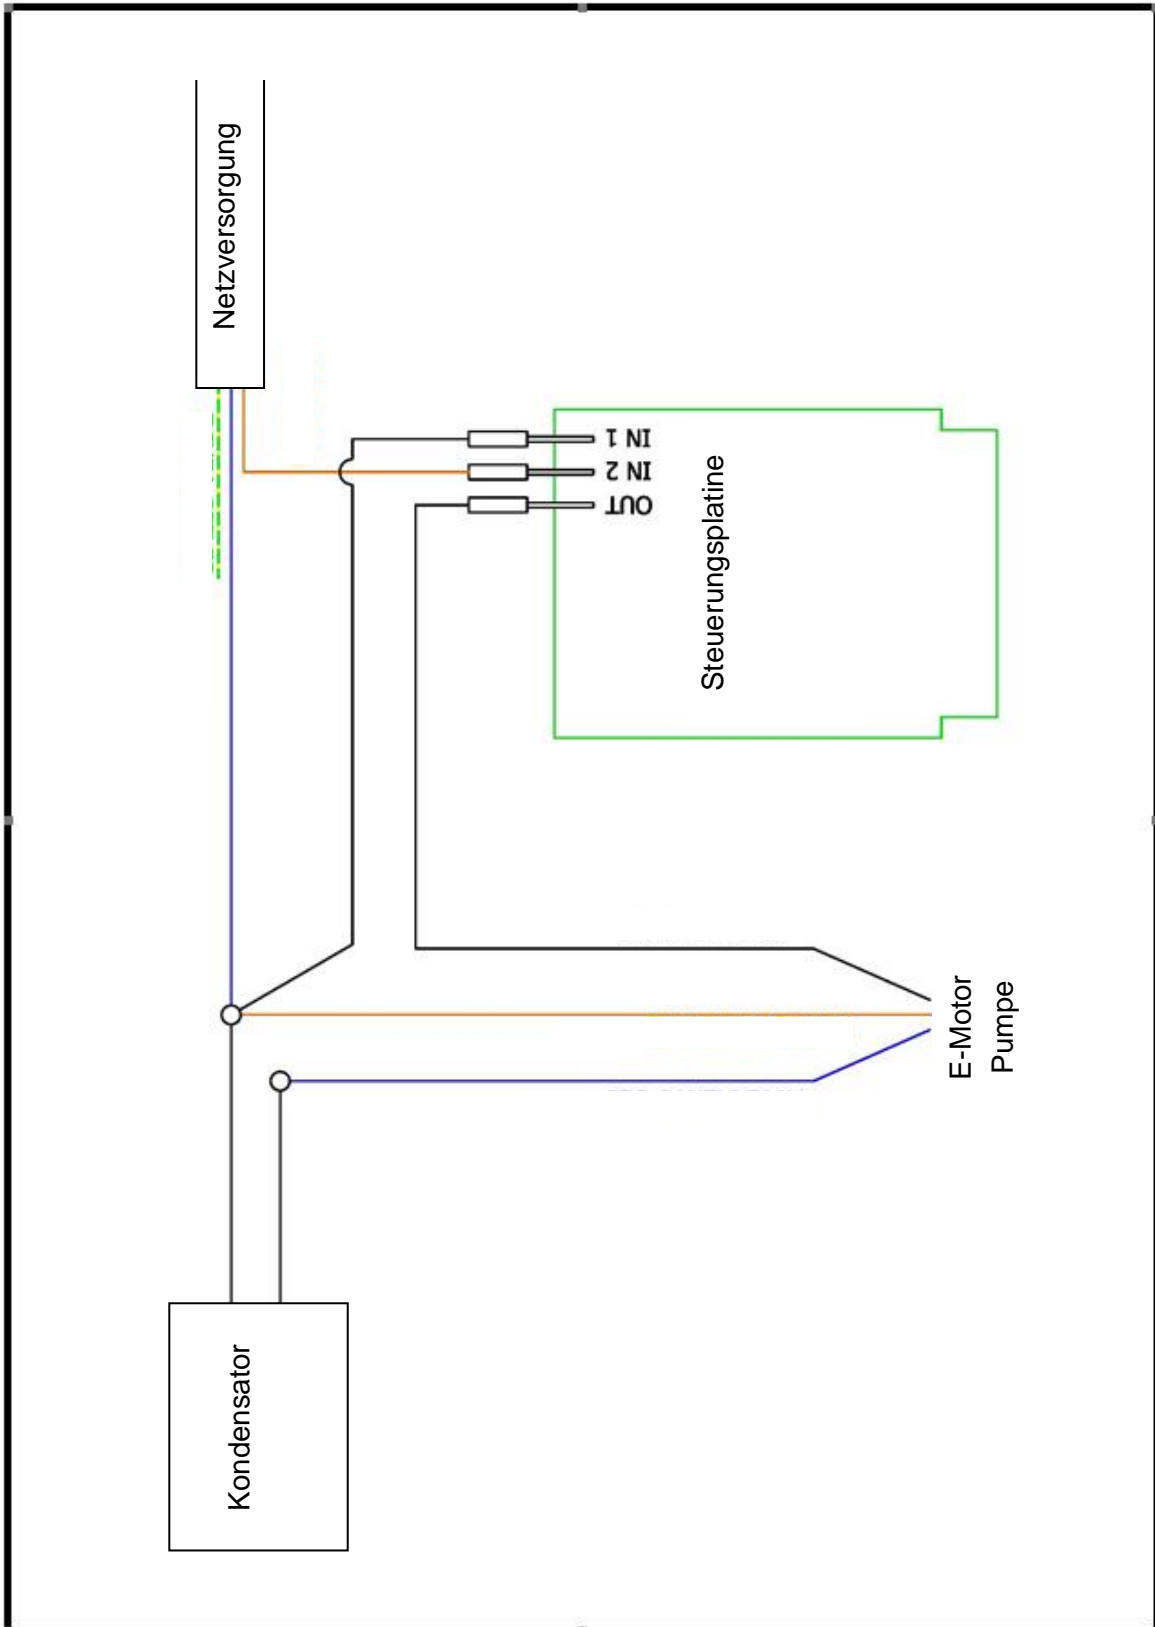 Netzversorgung
IN 1
IN 2
OUT
Steuerungsplatine
E-Motor
Pumpe
Kondensator